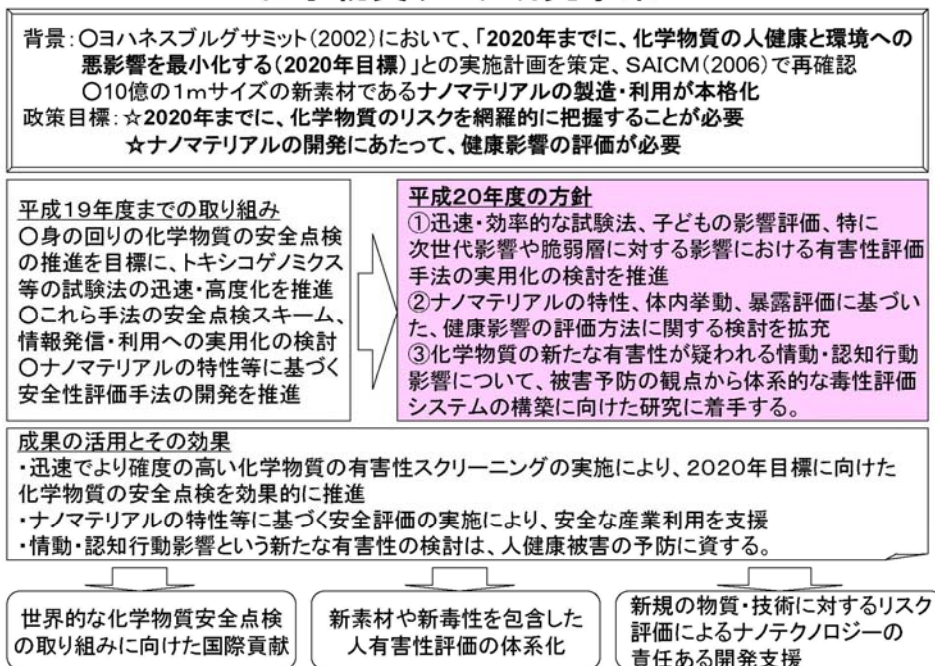 背景:○ヨハネスブルグサミット(2002)において、「2020年までに、化学物質の人健康と環境への
悪影響を最小化する(2020年目標)」との実施計画を策定、SAICM(2006)で再確認
○10億の1mサイズの新素材であるナノマテリアルの製造・利用が本格化
政策目標:☆2020年までに、化学物質のリスクを網羅的に把握することが必要
☆ナノマテリアルの開発にあたって、健康影響の評価が必要
平成19年度までの取り組み
○身の回りの化学物質の安全点検
の推進を目標に、トキシコゲノミクス
等の試験法の迅速・高度化を推進
○これら手法の安全点検スキーム、
情報発信・利用への実用化の検討
○ナノマテリアルの特性等に基づく
安全性評価手法の開発を推進
平成20年度の方針
①迅速・効率的な試験法、子どもの影響評価、特に
次世代影響や脆弱層に対する影響における有害性評価
手法の実用化の検討を推進
②ナノマテリアルの特性、体内挙動、暴露評価に基づい
た、健康影響の評価方法に関する検討を拡充
③化学物質の新たな有害性が疑われる情動・認知行動
影響について、被害予防の観点から体系的な毒性評価
システムの構築に向けた研究に着手する。
成果の活用とその効果
・迅速でより確度の高い化学物質の有害性スクリーニングの実施により、2020年目標に向けた
化学物質の安全点検を効果的に推進
・ナノマテリアルの特性等に基づく安全評価の実施により、安全な産業利用を支援
・情動・認知行動影響という新たな有害性の検討は、人健康被害の予防に資する。
世界的な化学物質安全点検
の取り組みに向けた国際貢献
新素材や新毒性を包含した
人有害性評価の体系化
新規の物質・技術に対するリスク
評価によるナノテクノロジーの
責任ある開発支援